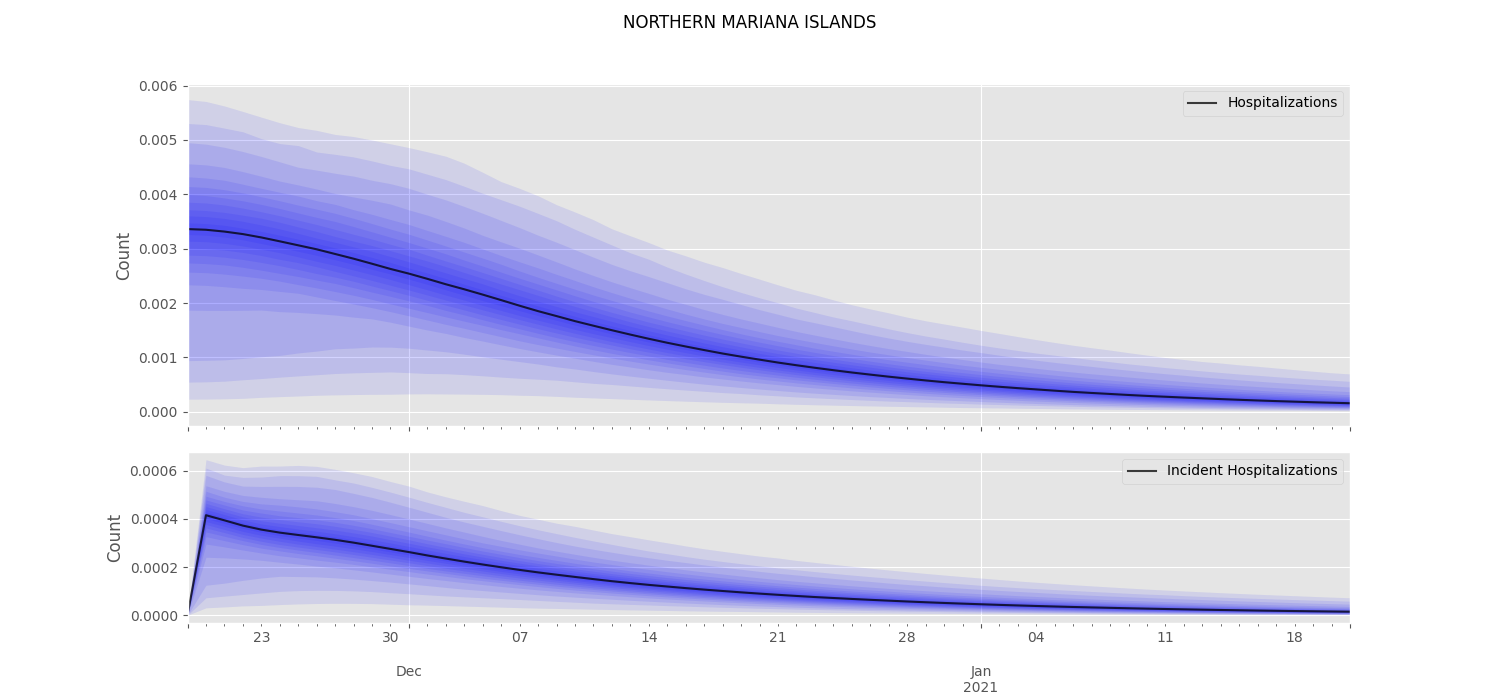 NORTHERN MARIANA ISLANDS
0.006
0.005
0.004
0.003
0.002
0.001
0.000
Count
Hospitalizations
0.0006
0.0004
0.0002
0.0000
Count
Incident Hospitalizations
23 30 07 14 21 28 04 11 18
Dec Jan
2021